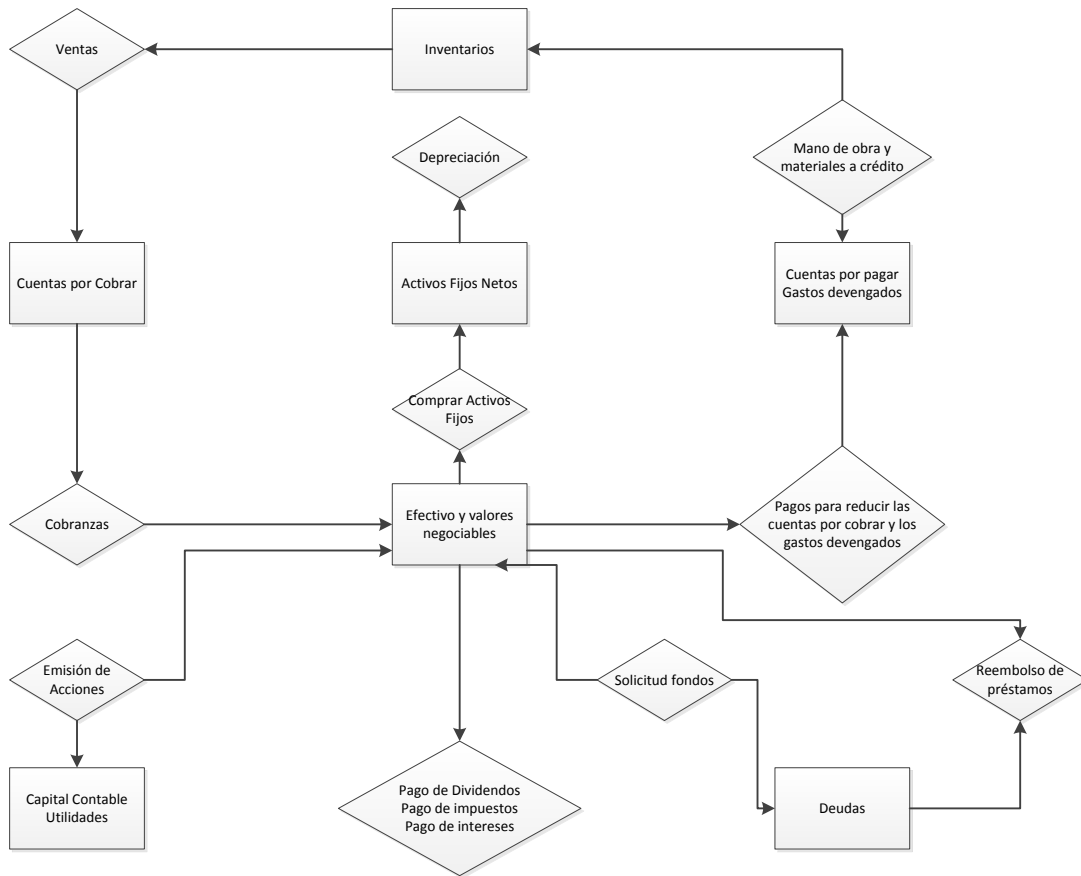 Ventas
Inventarios
Mano de obra y
materiales a crédito
Depreciación
Cuentas por Cobrar
Activos Fijos Netos
Cuentas por pagar
Gastos devengados
Comprar Activos
Fijos
Cobranzas
Efectivo y valores
negociables
Pagos para reducir las
cuentas por cobrar y los
gastos devengados
Emisión de
Acciones
Solicitud fondos
Reembolso de
préstamos
Capital Contable
Utilidades
Pago de Dividendos
Pago de impuestos
Pago de intereses
Deudas